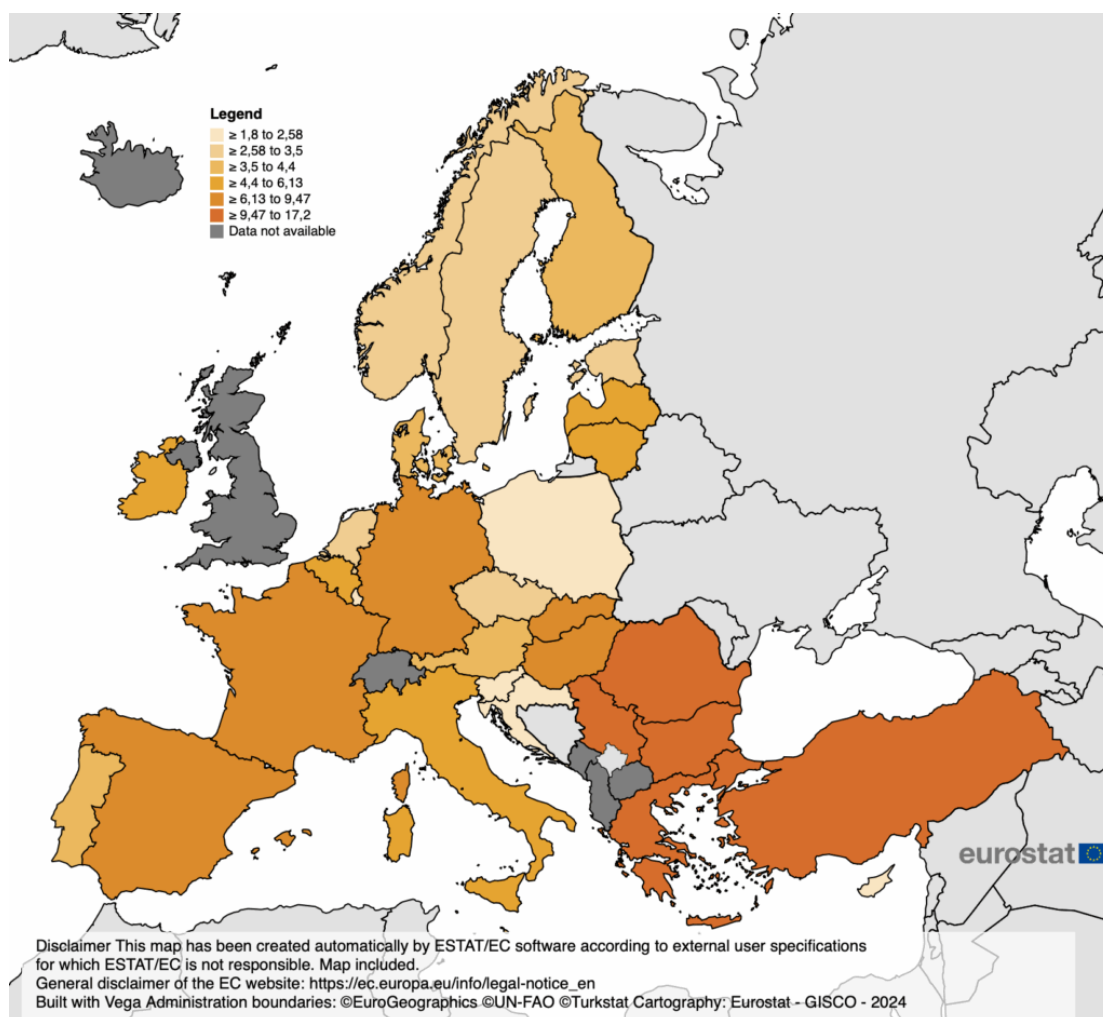 Legend
≥ 1,8 to 2,58
≥ 2,58 to 3,5
≥ 3,5 to 4,4
≥ 4,4 to 6,13
≥ 6,13 to 9,47
≥ 9,47 to 17,2
Data not available
eurostat
Disclaimer This map has been created automatically by ESTAT/EC software according to external user specifications
for which ESTAT/EC is not responsible. Map included.
General disclaimer of the EC website: https://ec.europa.eu/info/legal-notice_en
Built with Vega Administration boundaries: ©EuroGeographics ©UN-FAO ©Turkstat Cartography: Eurostat - GISCO - 2024